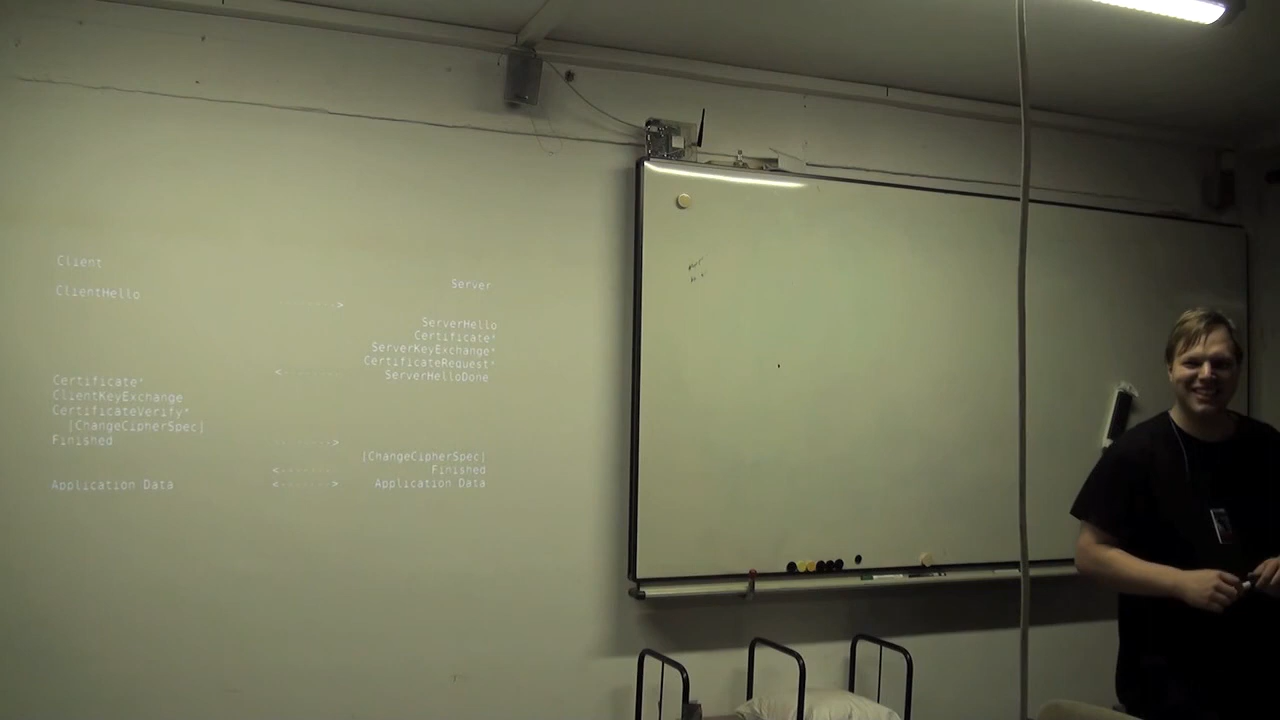 Client
Server
ClientHello -------->
ServerHello
Certificate*
ServerKeyExchange*
CertificateRequest*
<-------- ServerHelloDone
Certificate*
ClientKeyExchange
CertificateVerify*
[ChangeCipherSpec]
Finished -------->
[ChangeCipherSpec]
<-------- Finished
Application Data <-------> Application Data